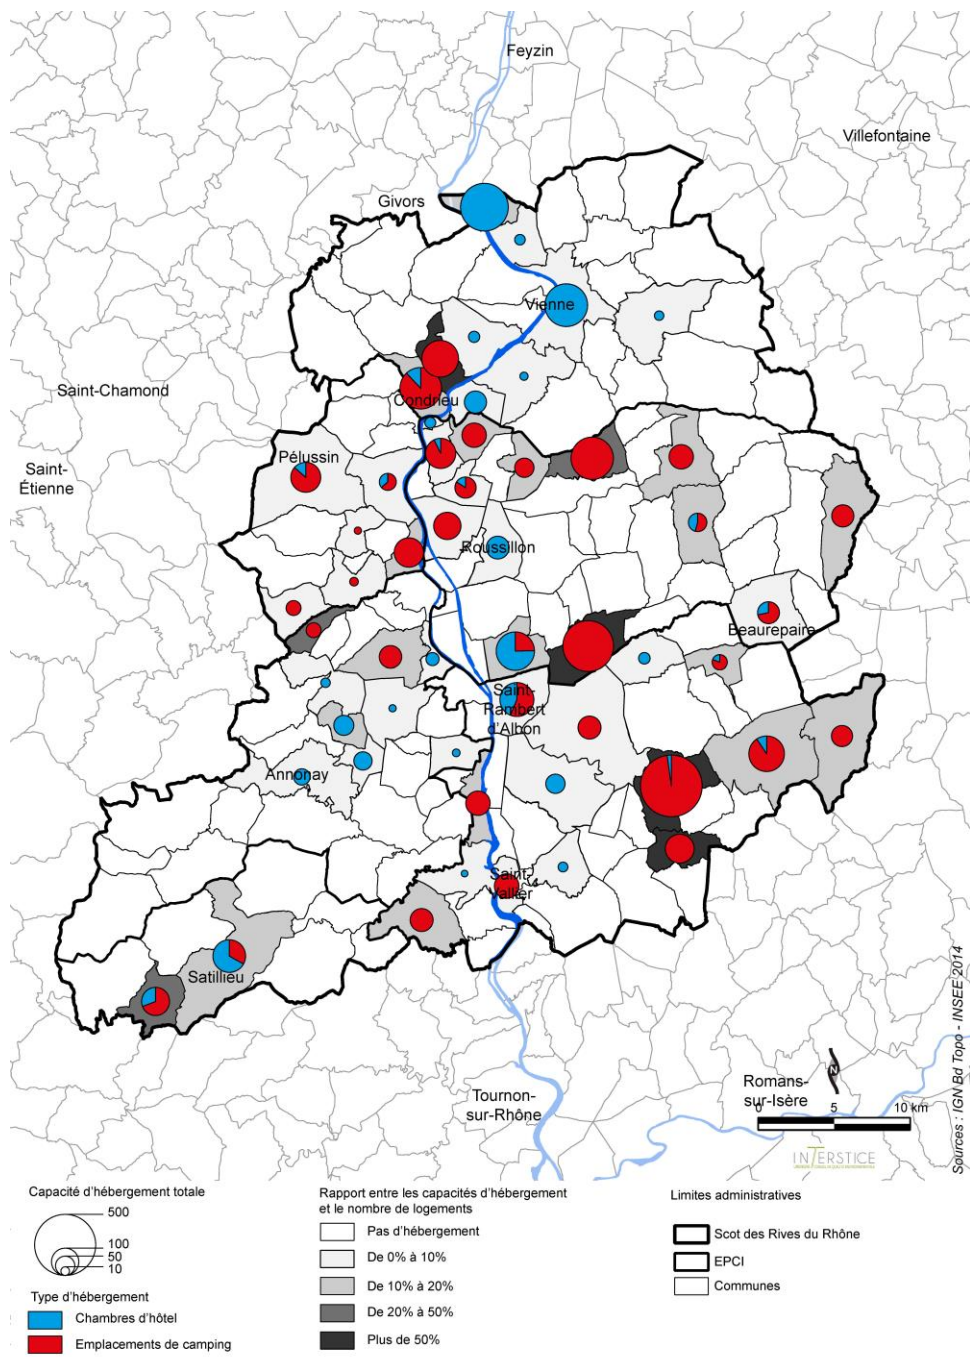 Feyzin
Villefontaine
Givors
Vienne
Saint-Chamond
Condrieu
Saint-
Étienne
Pélussin
Roussillon
Beaurepaire
Saint-
Rambert
d'Albon
Annonay
Saint-
Vallier
Satillieu
Tournon-
sur-Rhône
Romans-
sur-Isère
N
0 5 10 km
INTERSTICE
Sources : IGN Bd Topo - INSEE 2014
Capacité d'hébergement totale
500
100
50
10
Type d'hébergement
Chambres d'hôtel
Emplacements de camping
Rapport entre les capacités d'hébergement
et le nombre de logements
Pas d'hébergement
De 0% à 10%
De 10% à 20%
De 20% à 50%
Plus de 50%
Limites administratives
Scot des Rives du Rhône
EPCI
Communes